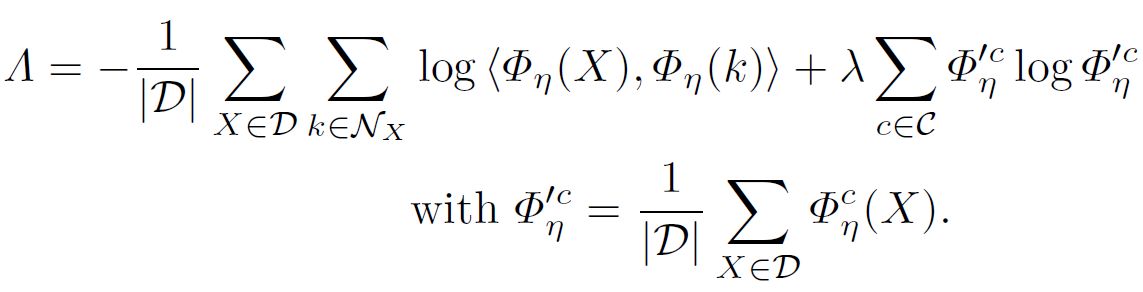 Λ = − 1/|𝒟| ∑_{X∈𝒟} ∑_{k∈𝒩_X} log ⟨Φ_η(X), Φ_η(k)⟩ + λ ∑_{c∈𝒞} Φ′^c_η log Φ′^c_η
with Φ′^c_η = 1/|𝒟| ∑_{X∈𝒟} Φ^c_η(X).